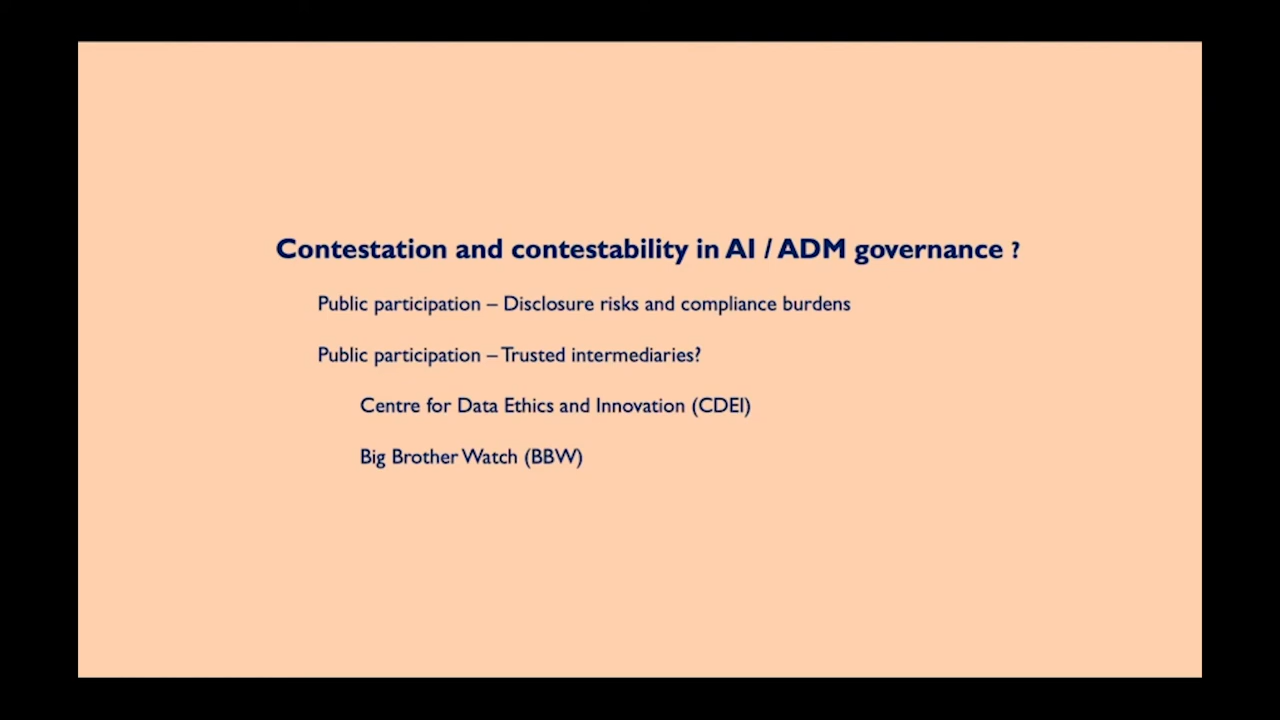 Contestation and contestability in AI / ADM governance ?
Public participation – Disclosure risks and compliance burdens
Public participation – Trusted intermediaries?
Centre for Data Ethics and Innovation (CDEI)
Big Brother Watch (BBW)